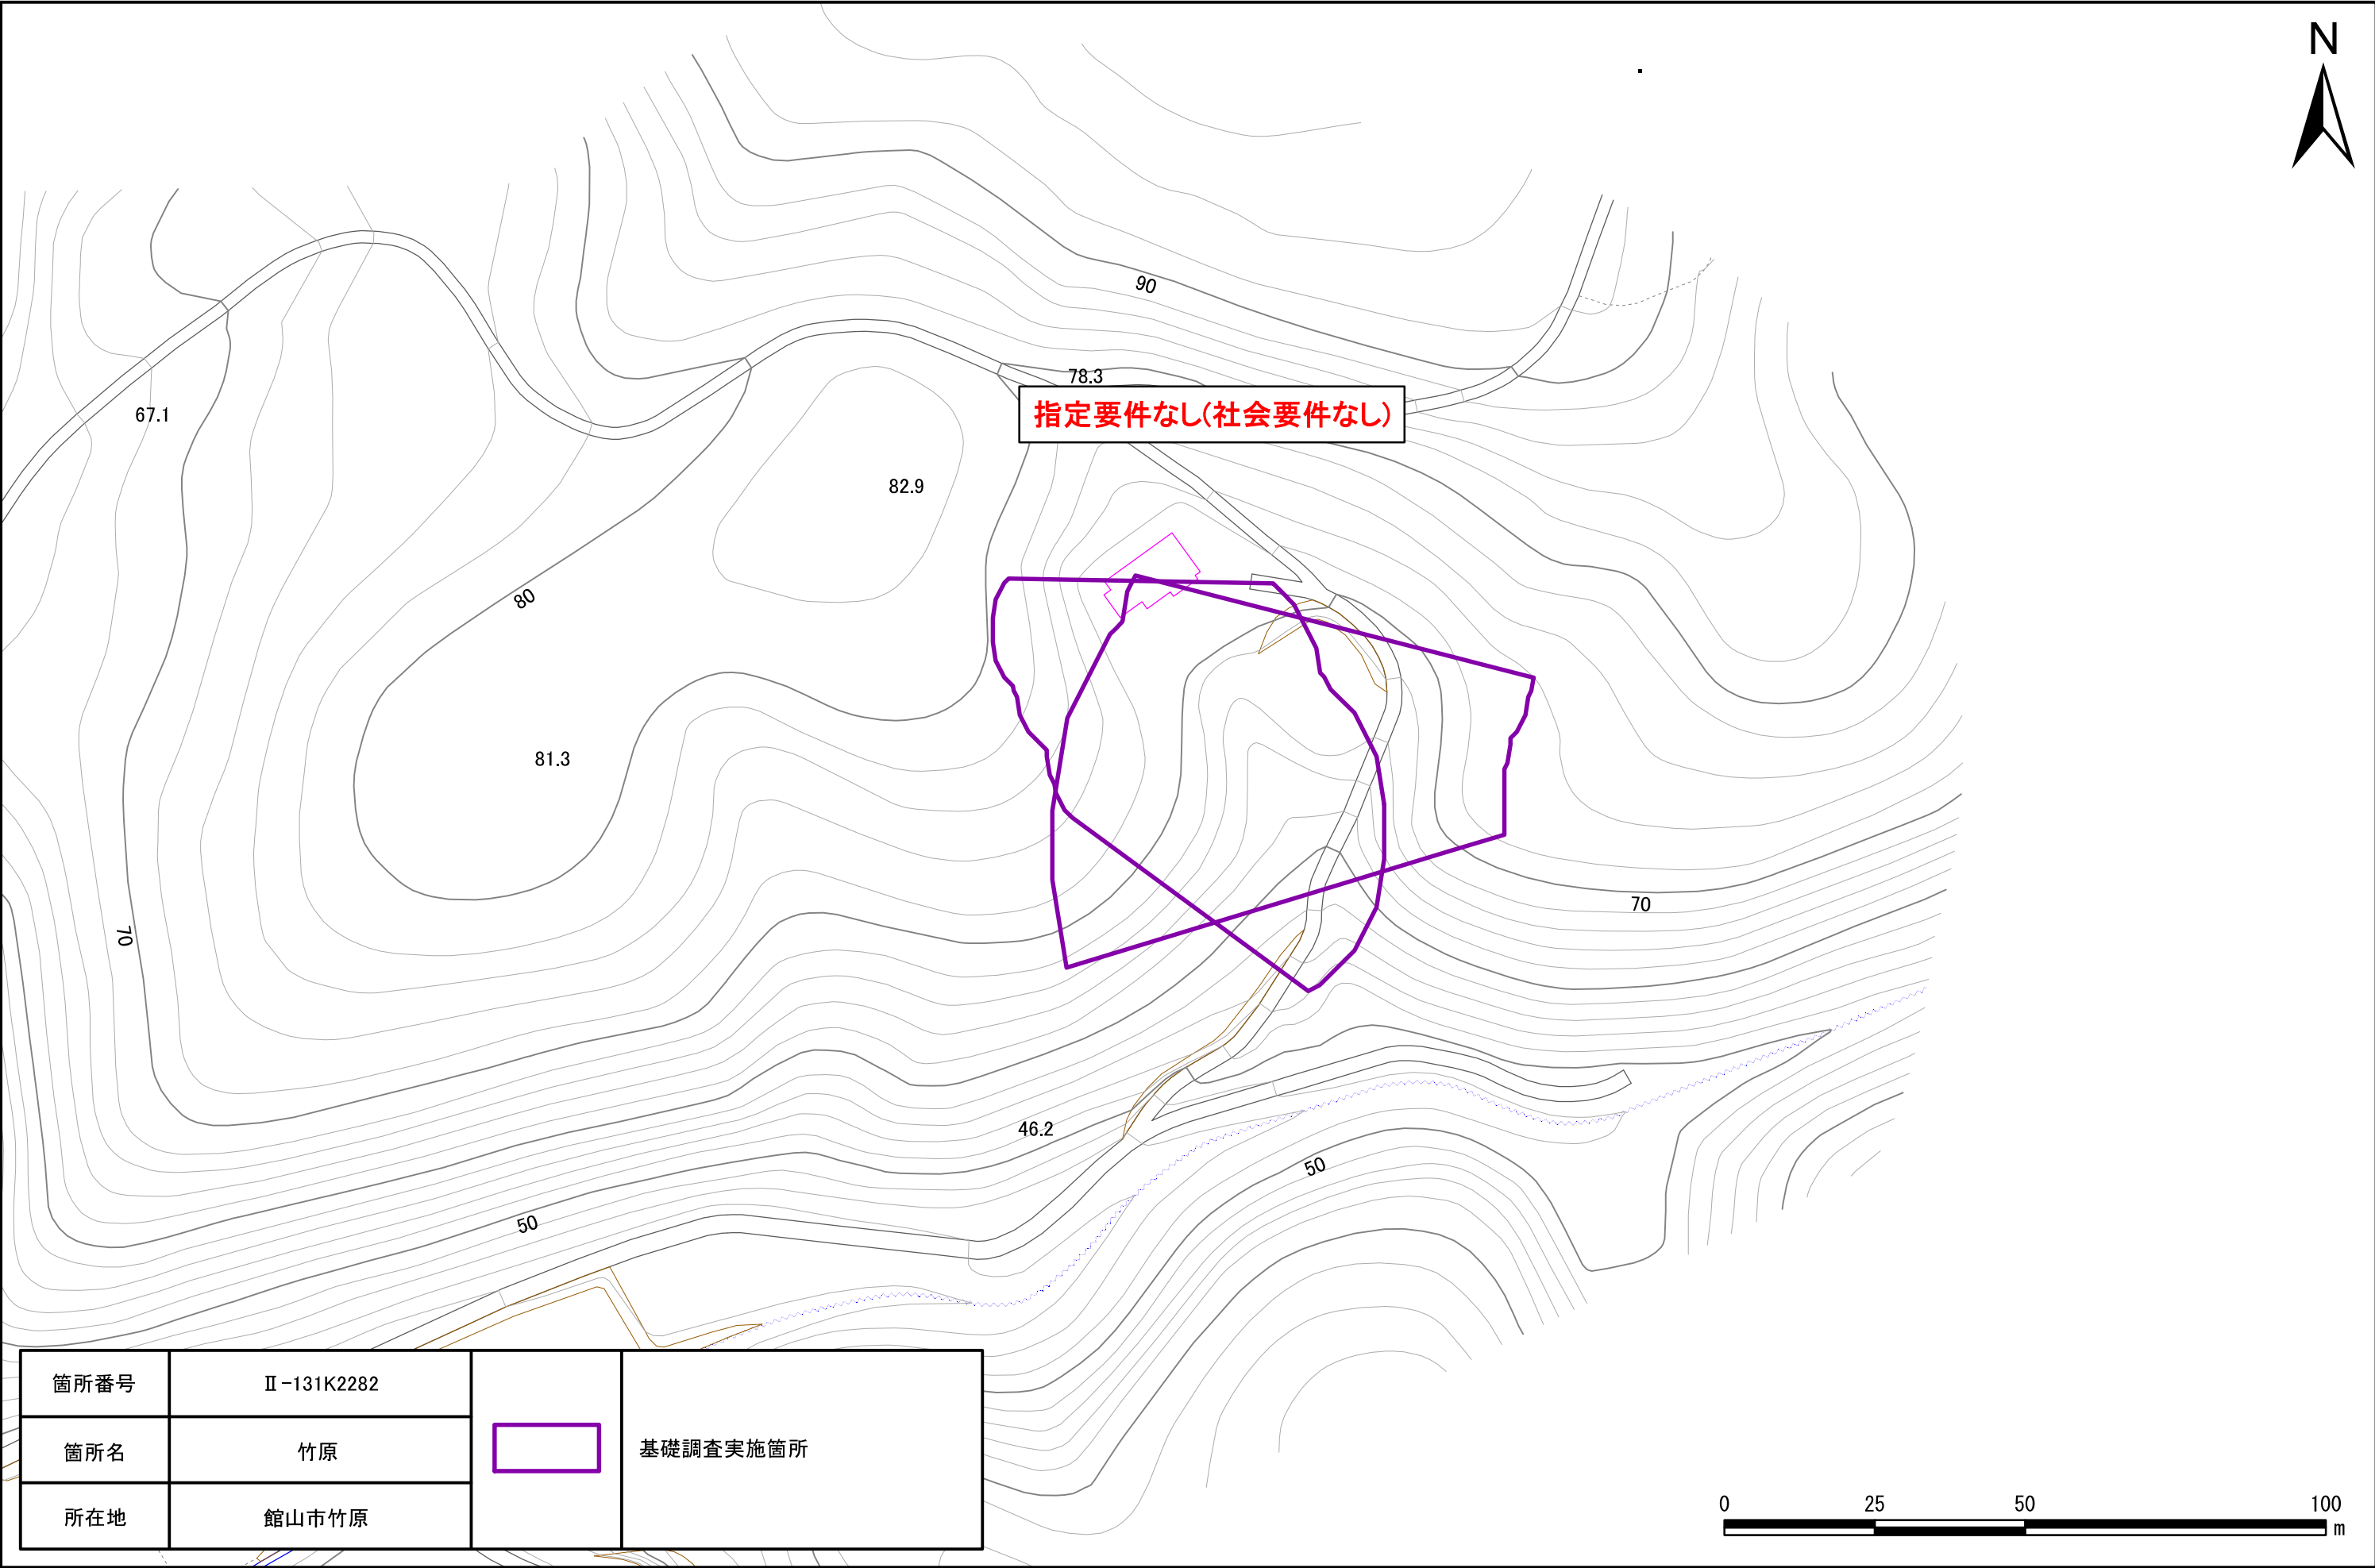 N
90
78.3
指定要件なし(社会要件なし)
67.1
82.9
80
81.3
70
70
46.2
50
50
箇所番号 Ⅱ-131K2282
箇所名 竹原
所在地 館山市竹原
基礎調査実施箇所
0 25 50 100
m